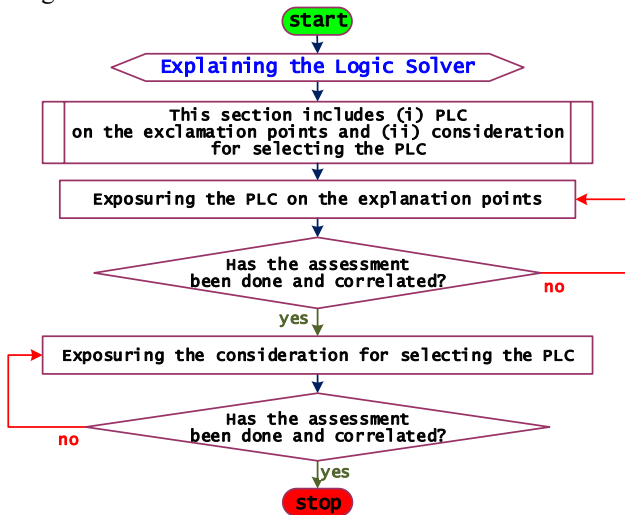 start
Explaining the Logic Solver
This section includes (i) PLC
on the exclamation points and (ii) consideration
for selecting the PLC
Exposuring the PLC on the explanation points
Has the assessment
been done and correlated?
no
yes
Exposuring the consideration for selecting the PLC
Has the assessment
been done and correlated?
no
yes
stop